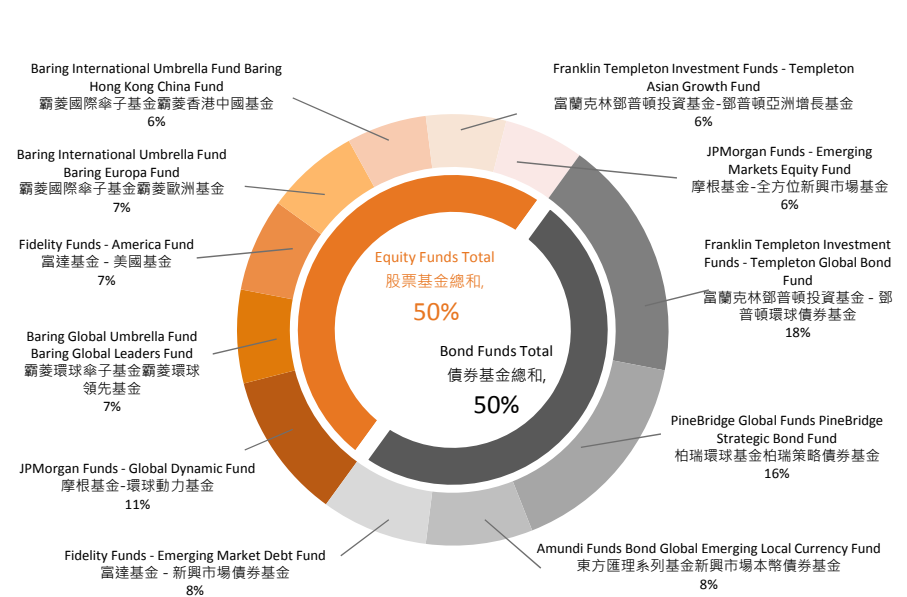 Baring International Umbrella Fund Baring
Hong Kong China Fund
霸菱國際傘子基金霸菱香港中國基金
6%
Franklin Templeton Investment Funds - Templeton
Asian Growth Fund
富蘭克林鄧普頓投資基金-鄧普頓亞洲增長基金
6%
Baring International Umbrella Fund
Baring Europa Fund
霸菱國際傘子基金霸菱歐洲基金
7%
JPMorgan Funds - Emerging
Markets Equity Fund
摩根基金-全方位新興市場基金
6%
Fidelity Funds - America Fund
富達基金 - 美國基金
7%
Equity Funds Total
股票基金總和,
50%
Franklin Templeton Investment
Funds - Templeton Global Bond
Fund
富蘭克林鄧普頓投資基金 - 鄧
普頓環球債券基金
18%
Baring Global Umbrella Fund
Baring Global Leaders Fund
霸菱環球傘子基金霸菱環球
領先基金
7%
Bond Funds Total
債券基金總和,
50%
PineBridge Global Funds PineBridge
Strategic Bond Fund
柏瑞環球基金柏瑞策略債券基金
16%
JPMorgan Funds - Global Dynamic Fund
摩根基金-環球動力基金
11%
Fidelity Funds - Emerging Market Debt Fund
富達基金 - 新興市場債券基金
8%
Amundi Funds Bond Global Emerging Local Currency Fund
東方匯理系列基金新興市場本幣債券基金
8%